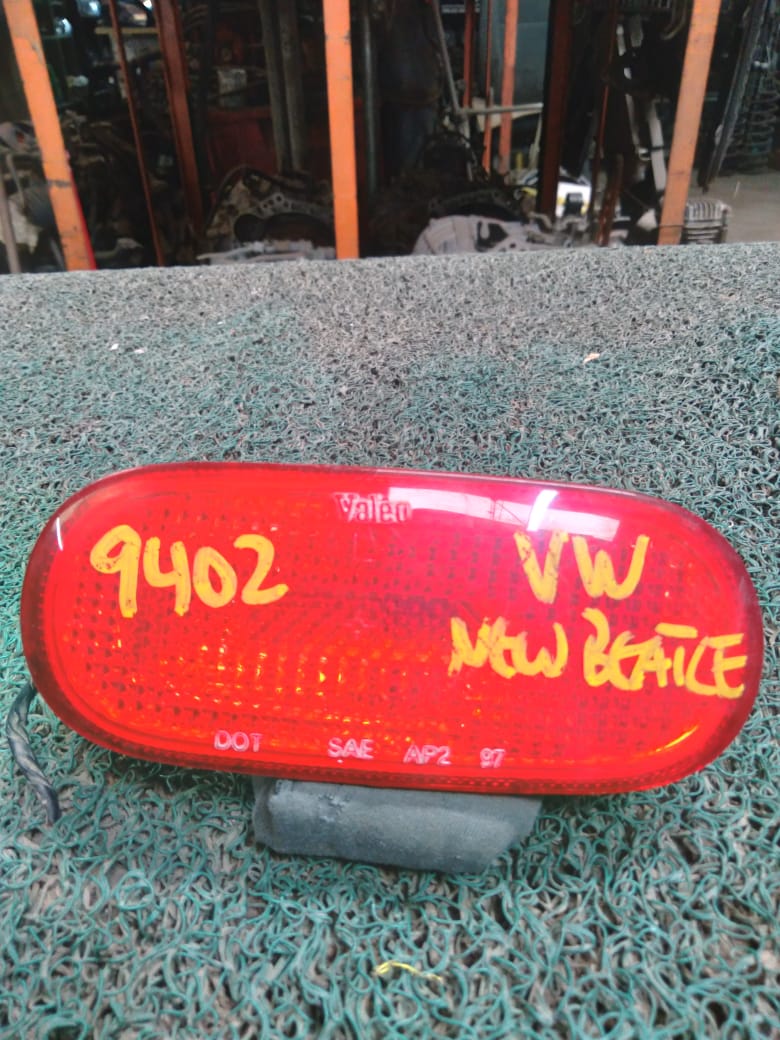 Valeo
9402
VW
NEW BEATLE
DOT SAE AP2 97